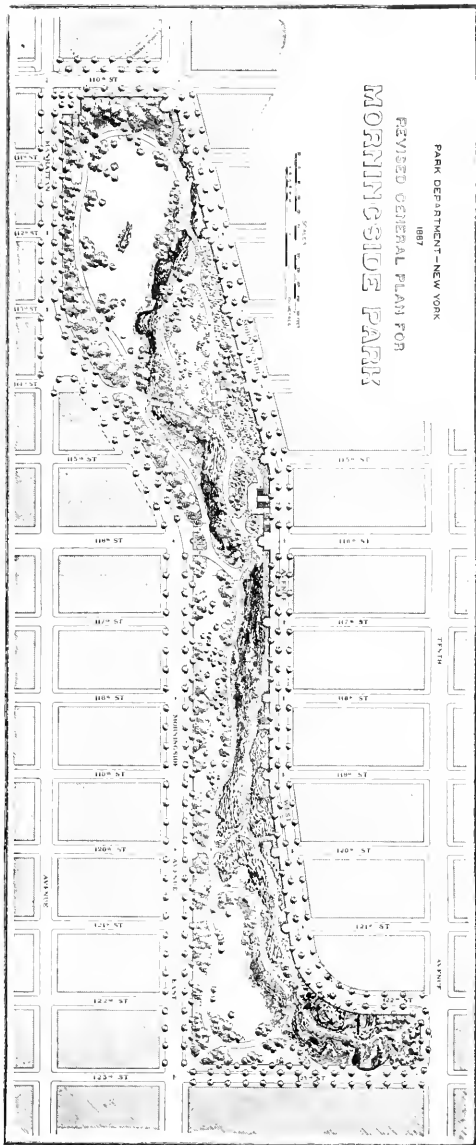 PARK DEPARTMENT—NEW YORK
1887
REVISED GENERAL PLAN FOR
MORNINGSIDE PARK
110TH ST
111TH ST
112TH ST
113TH ST
114TH ST
115TH ST
115TH ST
116TH ST
116TH ST
117TH ST
117TH ST
TENTH
118TH ST
118TH ST
MORNINGSIDE
119TH ST
119TH ST
120TH ST
120TH ST
AVENUE
AVENUE
121ST ST
121ST ST
AVENUE
122ND ST
122ND ST
EAST
123RD ST